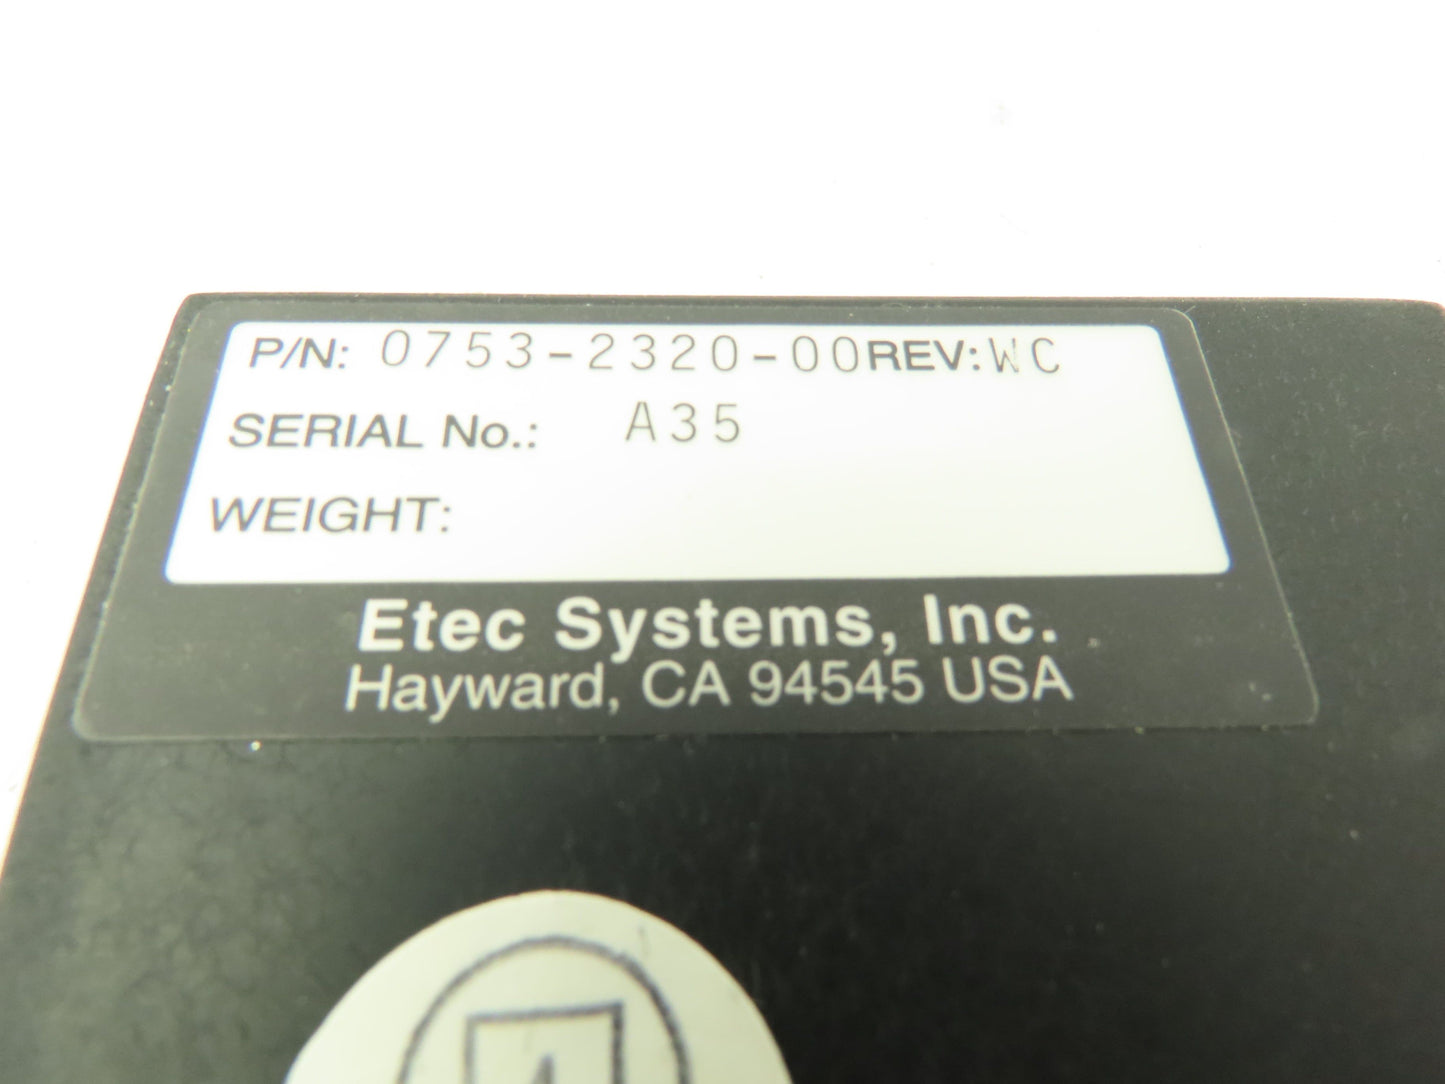 P/N: 0753-2320-00REV:WC
SERIAL No.: A35
WEIGHT:
Etec Systems, Inc.
Hayward, CA 94545 USA